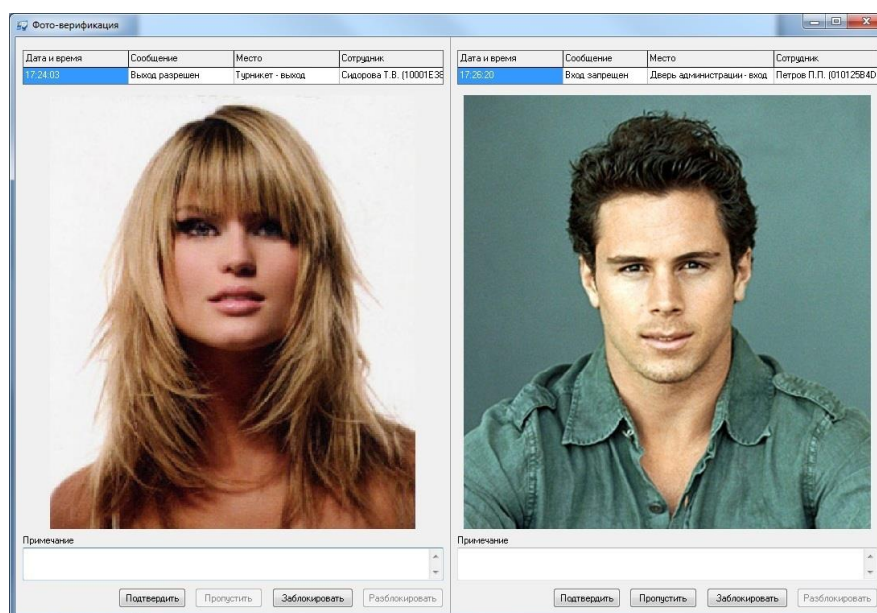 Фото-верификация
Дата и время Сообщение Место Сотрудник
17:24:03 Выход разрешен Турникет - выход Сидорова Т.В. (10001E38
Примечание
Подтвердить Пропустить Заблокировать Разблокировать
Дата и время Сообщение Место Сотрудник
17:26:20 Вход запрещен Дверь администрации - вход Петров П.П. (010125B4D
Примечание
Подтвердить Пропустить Заблокировать Разблокировать